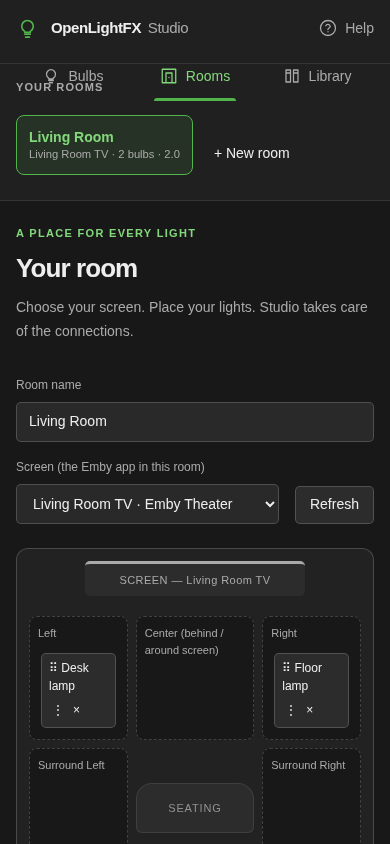 OpenLightFX Studio
Help
Bulbs
Rooms
Library
YOUR ROOMS
Living Room
Living Rooms TV · 2 bulbs · 2.0
+ New room
A PLACE FOR EVERY LIGHT
Your room
Choose your screen. Place your lights. Studio takes care
of the connections.
Room name
Living Room
Screen (the Emby app in this room)
Living Room TV · Emby Theater
Refresh
SCREEN — Living Room TV
Left
Center (behind /
around screen)
Right
⠿ Desk
lamp
⋮ ×
⠿ Floor
lamp
⋮ ×
Surround Left
Surround Right
SEATING